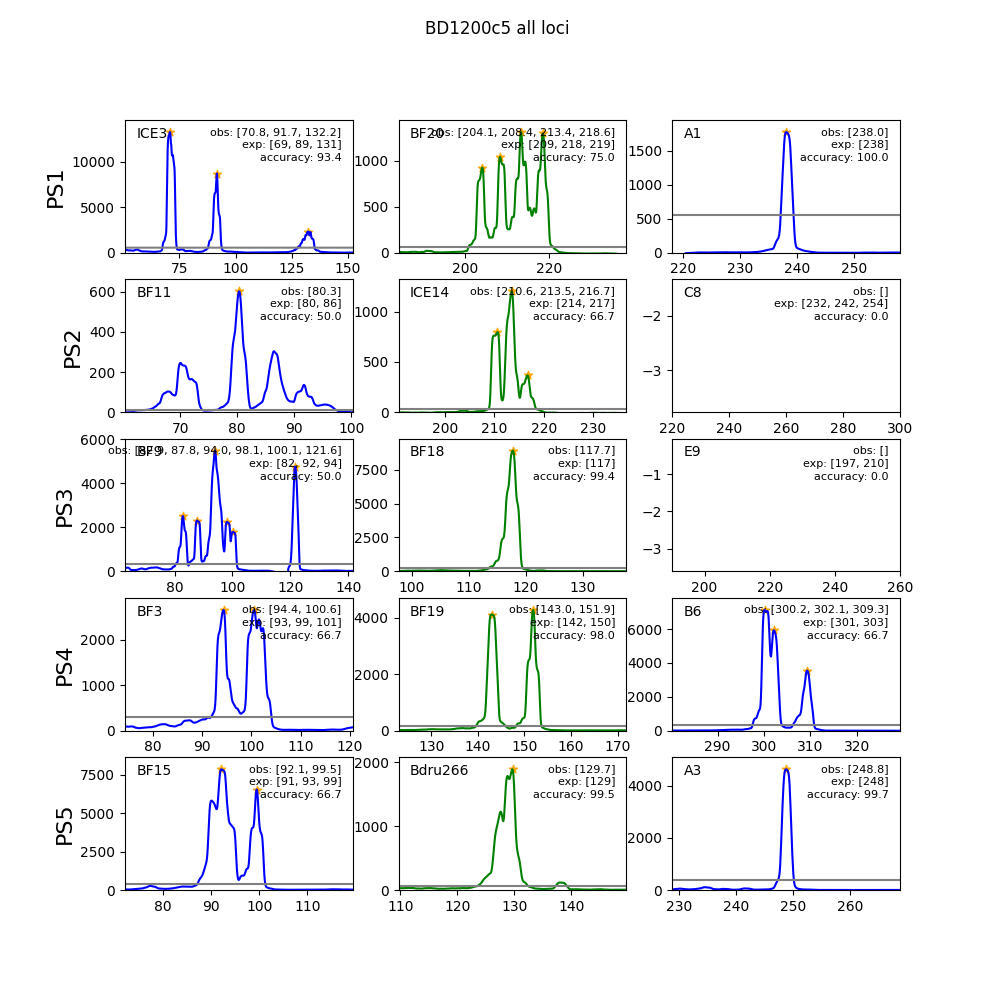 BD1200c5 all loci
PS1
ICE3
obs: [70.8, 91.7, 132.2]
exp: [69, 89, 131]
accuracy: 93.4
10000
5000
0
75 100 125 150
BF20
obs: [204.1, 208.4, 213.4, 218.6]
exp: [209, 218, 219]
accuracy: 75.0
1000
500
0
200 220
A1
obs: [238.0]
exp: [238]
accuracy: 100.0
1500
1000
500
0
220 230 240 250
PS2
BF11
obs: [80.3]
exp: [80, 86]
accuracy: 50.0
600
400
200
0
70 80 90 100
ICE14
obs: [210.6, 213.5, 216.7]
exp: [214, 217]
accuracy: 66.7
1000
500
0
200 210 220 230
C8
obs: []
exp: [232, 242, 254]
accuracy: 0.0
−2
−3
220 240 260 280 300
PS3
BF9
obs: [82.9, 87.8, 94.0, 98.1, 100.1, 121.6]
exp: [82, 92, 94]
accuracy: 50.0
6000
4000
2000
0
80 100 120 140
BF18
obs: [117.7]
exp: [117]
accuracy: 99.4
7500
5000
2500
0
100 110 120 130
E9
obs: []
exp: [197, 210]
accuracy: 0.0
−1
−2
−3
200 220 240 260
PS4
BF3
obs: [94.4, 100.6]
exp: [93, 99, 101]
accuracy: 66.7
2000
1000
0
80 90 100 110 120
BF19
obs: [143.0, 151.9]
exp: [142, 150]
accuracy: 98.0
4000
2000
0
130 140 150 160 170
B6
obs: [300.2, 302.1, 309.3]
exp: [301, 303]
accuracy: 66.7
6000
4000
2000
0
290 300 310 320
PS5
BF15
obs: [92.1, 99.5]
exp: [91, 93, 99]
accuracy: 66.7
7500
5000
2500
0
80 90 100 110
Bdru266
obs: [129.7]
exp: [129]
accuracy: 99.5
2000
1000
0
110 120 130 140
A3
obs: [248.8]
exp: [248]
accuracy: 99.7
4000
2000
0
230 240 250 260